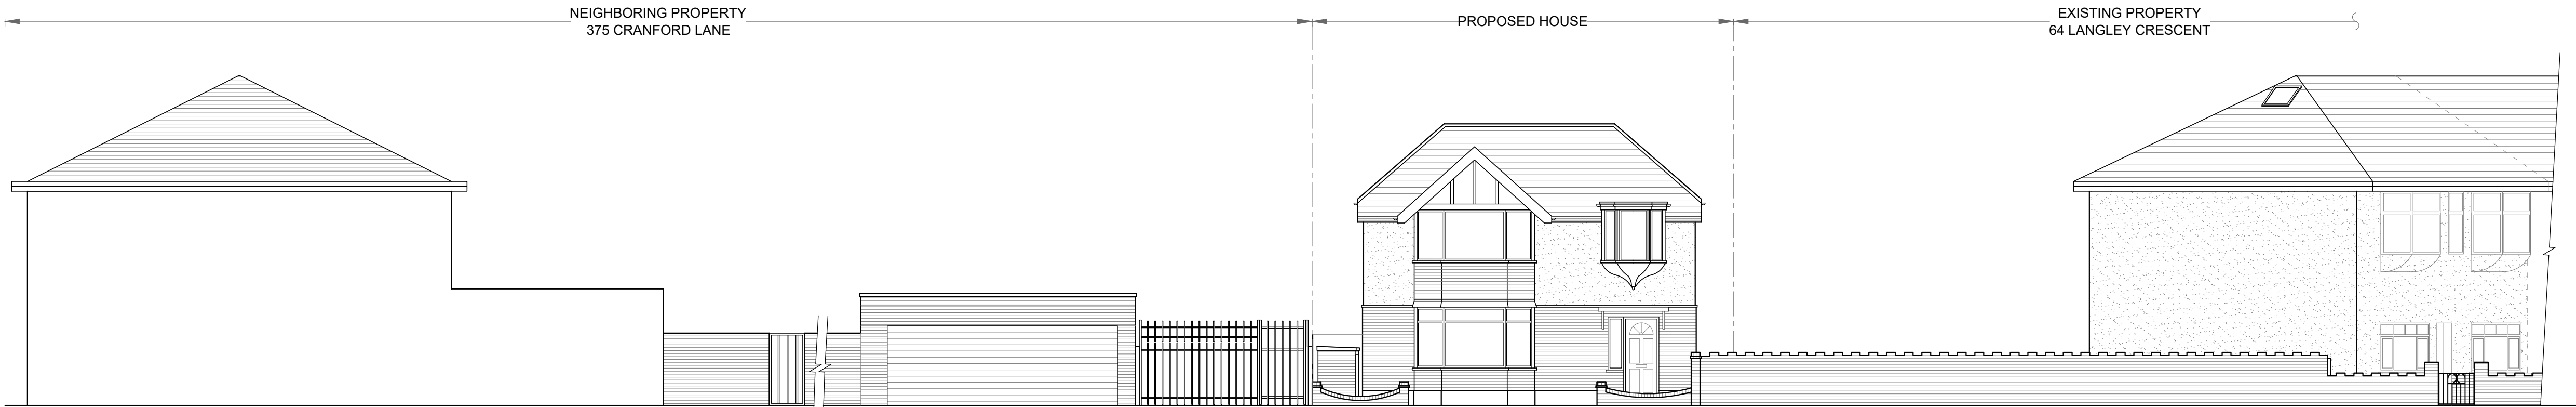 NEIGHBORING PROPERTY
375 CRANFORD LANE
PROPOSED HOUSE
EXISTING PROPERTY
64 LANGLEY CRESCENT